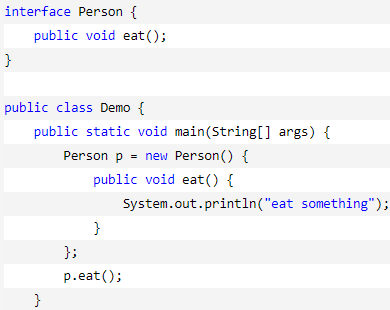 interface Person {
    public void eat();
}

public class Demo {
    public static void main(String[] args) {
        Person p = new Person() {
            public void eat() {
                System.out.println("eat something");
            }
        };
        p.eat();
    }